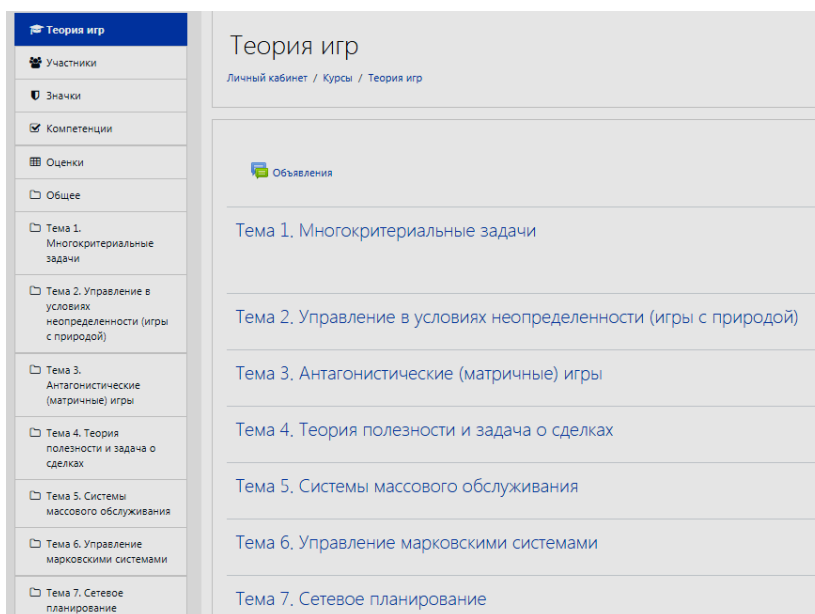 Теория игр
Участники
Значки
Компетенции
Оценки
Общее
Тема 1.
Многокритериальные
задачи
Тема 2. Управление в
условиях
неопределенности (игры
с природой)
Тема 3.
Антагонистические
(матричные) игры
Тема 4. Теория
полезности и задача о
сделках
Тема 5. Системы
массового обслуживания
Тема 6. Управление
марковскими системами
Тема 7. Сетевое
планирование
Теория игр
Личный кабинет / Курсы / Теория игр
Объявления
Тема 1. Многокритериальные задачи
Тема 2. Управление в условиях неопределенности (игры с природой)
Тема 3. Антагонистические (матричные) игры
Тема 4. Теория полезности и задача о сделках
Тема 5. Системы массового обслуживания
Тема 6. Управление марковскими системами
Тема 7. Сетевое планирование